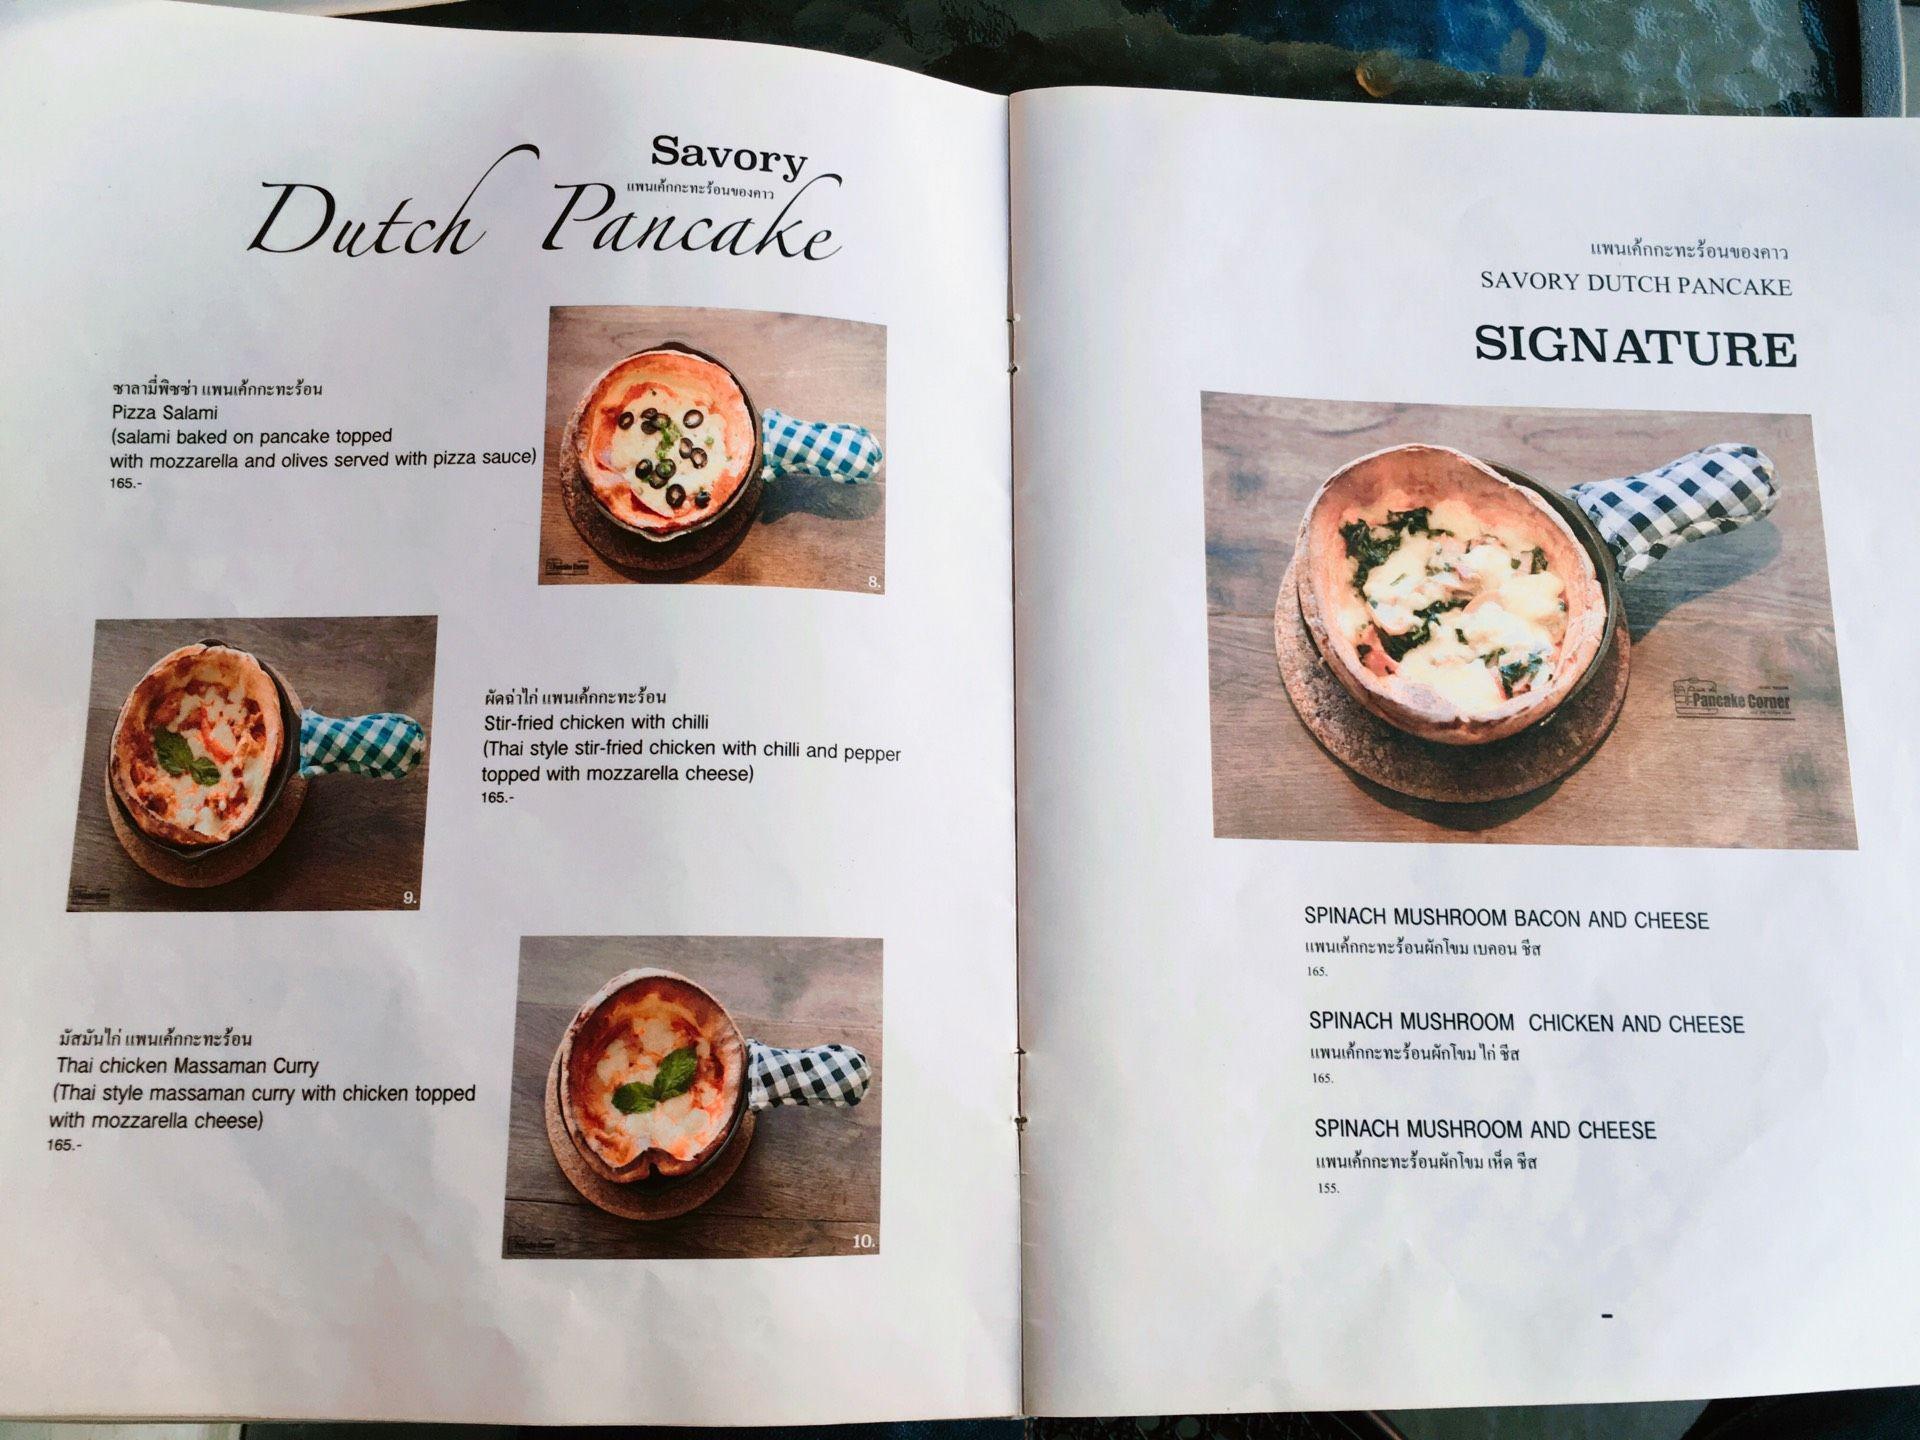 Savory
แพนเค้กกะทะร้อนของคาว
Dutch Pancake
ซาลามี่พิซซ่า แพนเค้กกะทะร้อน
Pizza Salami
(salami baked on pancake topped
with mozzarella and olives served with pizza sauce)
165.-
Pancake Corner
8.
ผัดฉ่าไก่ แพนเค้กกะทะร้อน
Stir-fried chicken with chilli
(Thai style stir-fried chicken with chilli and pepper
topped with mozzarella cheese)
165.-
9.
มัสมันไก่ แพนเค้กกะทะร้อน
Thai chicken Massaman Curry
(Thai style massaman curry with chicken topped
with mozzarella cheese)
165.-
10.
แพนเค้กกะทะร้อนของคาว
SAVORY DUTCH PANCAKE
SIGNATURE
Pancake Corner
SPINACH MUSHROOM BACON AND CHEESE
แพนเค้กกะทะร้อนผักโขม เบคอน ชีส
165.
SPINACH MUSHROOM CHICKEN AND CHEESE
แพนเค้กกะทะร้อนผักโขม ไก่ ชีส
165.
SPINACH MUSHROOM AND CHEESE
แพนเค้กกะทะร้อนผักโขม เห็ด ชีส
155.